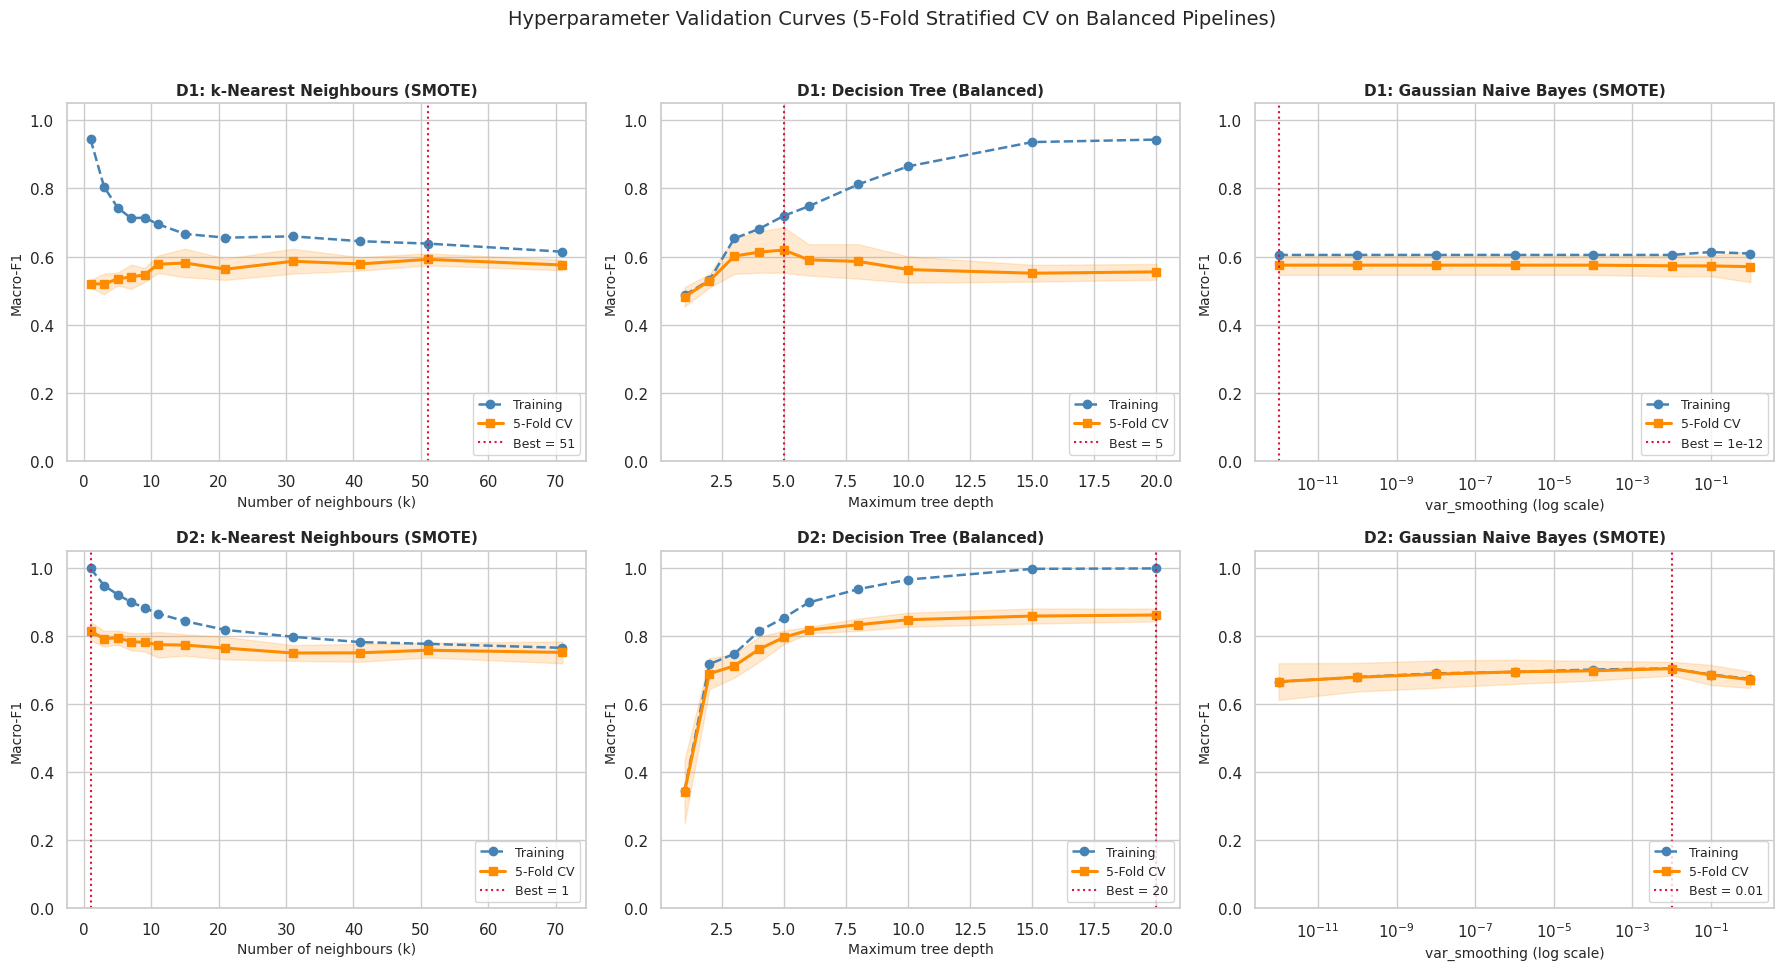 Hyperparameter Validation Curves (5-Fold Stratified CV on Balanced Pipelines)
D1: k-Nearest Neighbours (SMOTE)
Macro-F1
1.0
0.8
0.6
0.4
0.2
0.0
Training
5-Fold CV
Best = 51
0 10 20 30 40 50 60 70
Number of neighbours (k)
D1: Decision Tree (Balanced)
Macro-F1
1.0
0.8
0.6
0.4
0.2
0.0
Training
5-Fold CV
Best = 5
2.5 5.0 7.5 10.0 12.5 15.0 17.5 20.0
Maximum tree depth
D1: Gaussian Naive Bayes (SMOTE)
Macro-F1
1.0
0.8
0.6
0.4
0.2
0.0
Training
5-Fold CV
Best = 1e-12
10⁻¹¹ 10⁻⁹ 10⁻⁷ 10⁻⁵ 10⁻³ 10⁻¹
var_smoothing (log scale)
D2: k-Nearest Neighbours (SMOTE)
Macro-F1
1.0
0.8
0.6
0.4
0.2
0.0
Training
5-Fold CV
Best = 1
0 10 20 30 40 50 60 70
Number of neighbours (k)
D2: Decision Tree (Balanced)
Macro-F1
1.0
0.8
0.6
0.4
0.2
0.0
Training
5-Fold CV
Best = 20
2.5 5.0 7.5 10.0 12.5 15.0 17.5 20.0
Maximum tree depth
D2: Gaussian Naive Bayes (SMOTE)
Macro-F1
1.0
0.8
0.6
0.4
0.2
0.0
Training
5-Fold CV
Best = 0.01
10⁻¹¹ 10⁻⁹ 10⁻⁷ 10⁻⁵ 10⁻³ 10⁻¹
var_smoothing (log scale)